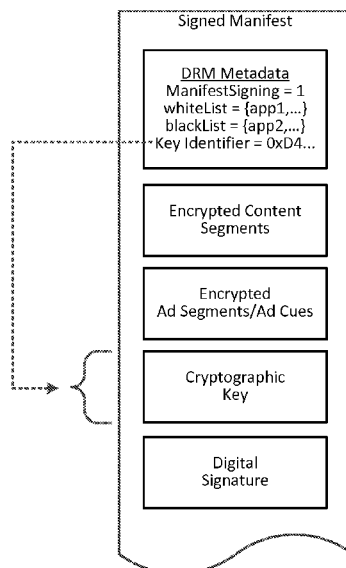 Signed Manifest
DRM Metadata
ManifestSigning = 1
whiteList = {app1,...}
blackList = {app2,...}
Key Identifier = 0xD4...
Encrypted Content
Segments
Encrypted
Ad Segments/Ad Cues
Cryptographic
Key
Digital
Signature